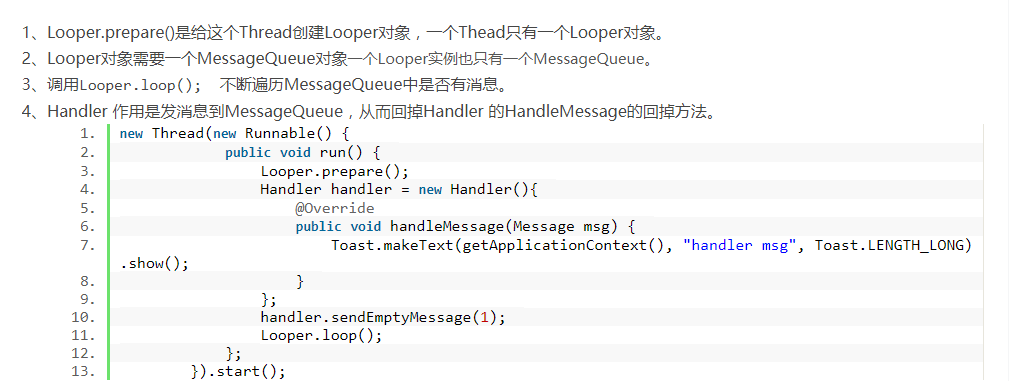 1、Looper.prepare()是给这个Thread创建Looper对象，一个Thead只有一个Looper对象。
2、Looper对象需要一个MessageQueue对象一个Looper实例也只有一个MessageQueue。
3、调用Looper.loop();  不断遍历MessageQueue中是否有消息。
4、Handler 作用是发消息到MessageQueue，从而回掉Handler 的HandleMessage的回掉方法。
1. new Thread(new Runnable() {
2.             public void run() {
3.                 Looper.prepare();
4.                 Handler handler = new Handler(){
5.                     @Override
6.                     public void handleMessage(Message msg) {
7.                         Toast.makeText(getApplicationContext(), "handler msg", Toast.LENGTH_LONG)
.show();
8.                     }
9.                 };
10.                 handler.sendEmptyMessage(1);
11.                 Looper.loop();
12.             };
13.         }).start();